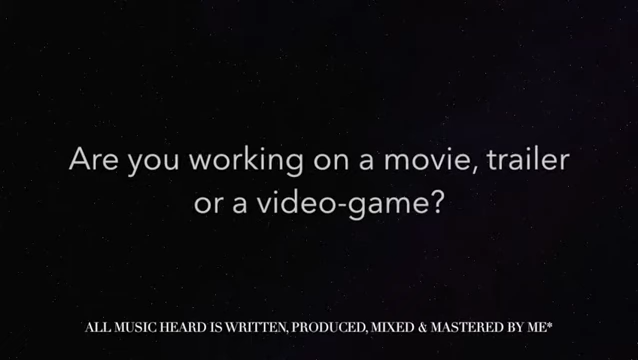 Are you working on a movie, trailer
or a video-game?
ALL MUSIC HEARD IS WRITTEN, PRODUCED, MIXED & MASTERED BY ME*